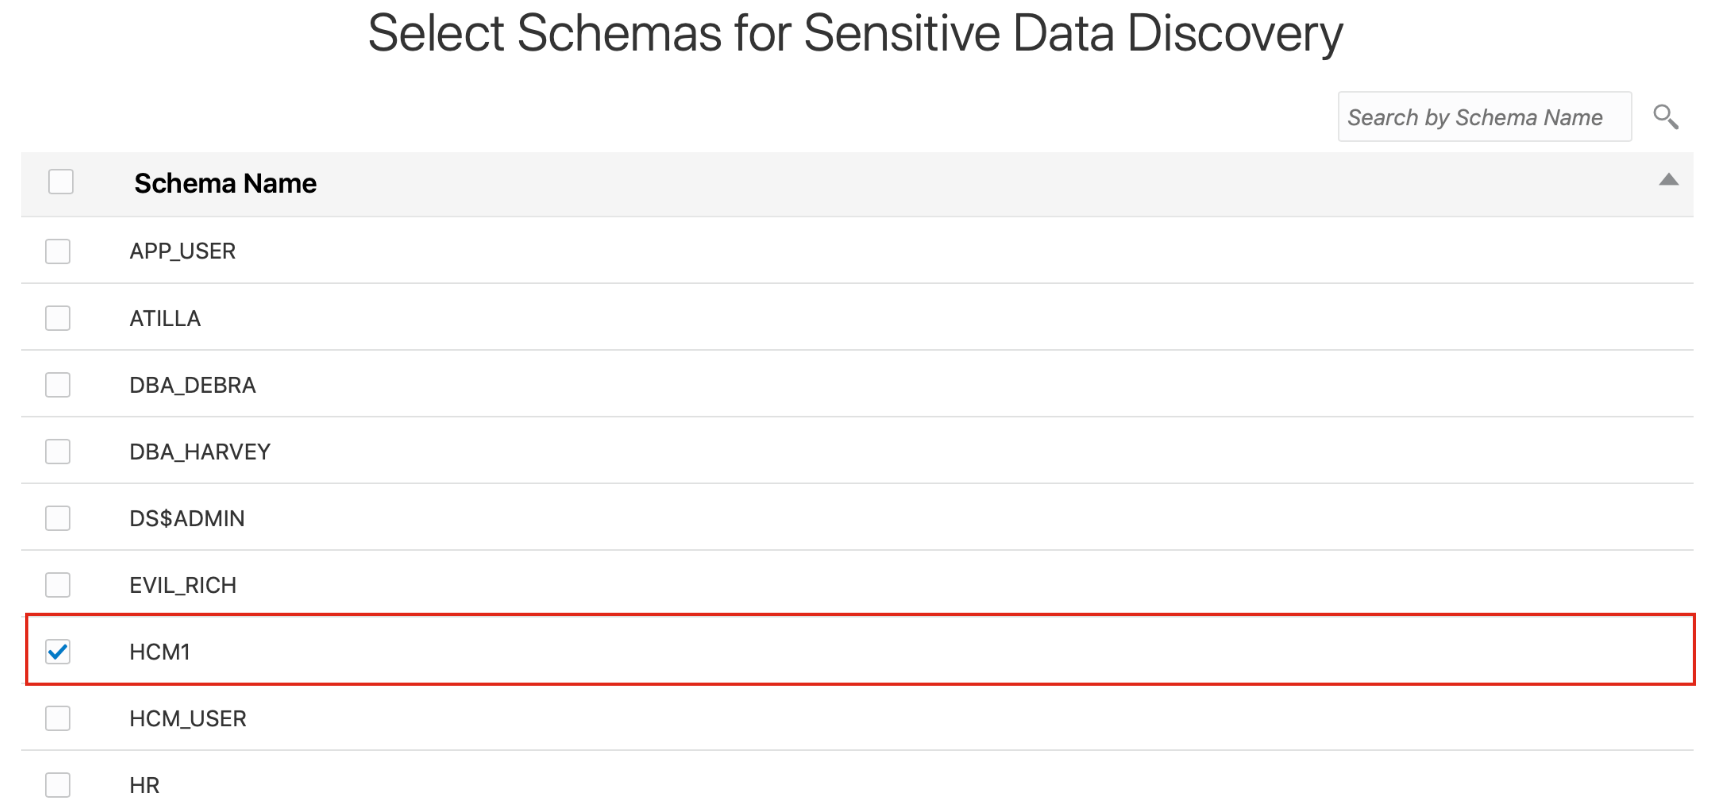 Select Schemas for Sensitive Data Discovery
Search by Schema Name
Schema Name
APP_USER
ATILLA
DBA_DEBRA
DBA_HARVEY
DS$ADMIN
EVIL_RICH
HCM1
HCM_USER
HR